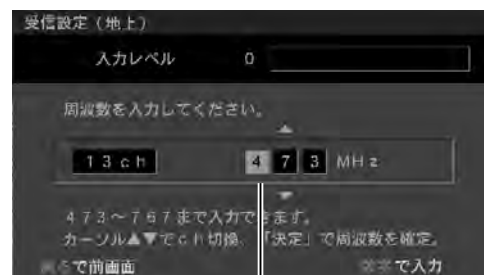 受信設定（地上）
入力レベル 0
周波数を入力してください。
13ch 473 MHz
473～767まで入力できます。
カーソル▲▼でch切換、「決定」で周波数を確定。
で前画面 で入力